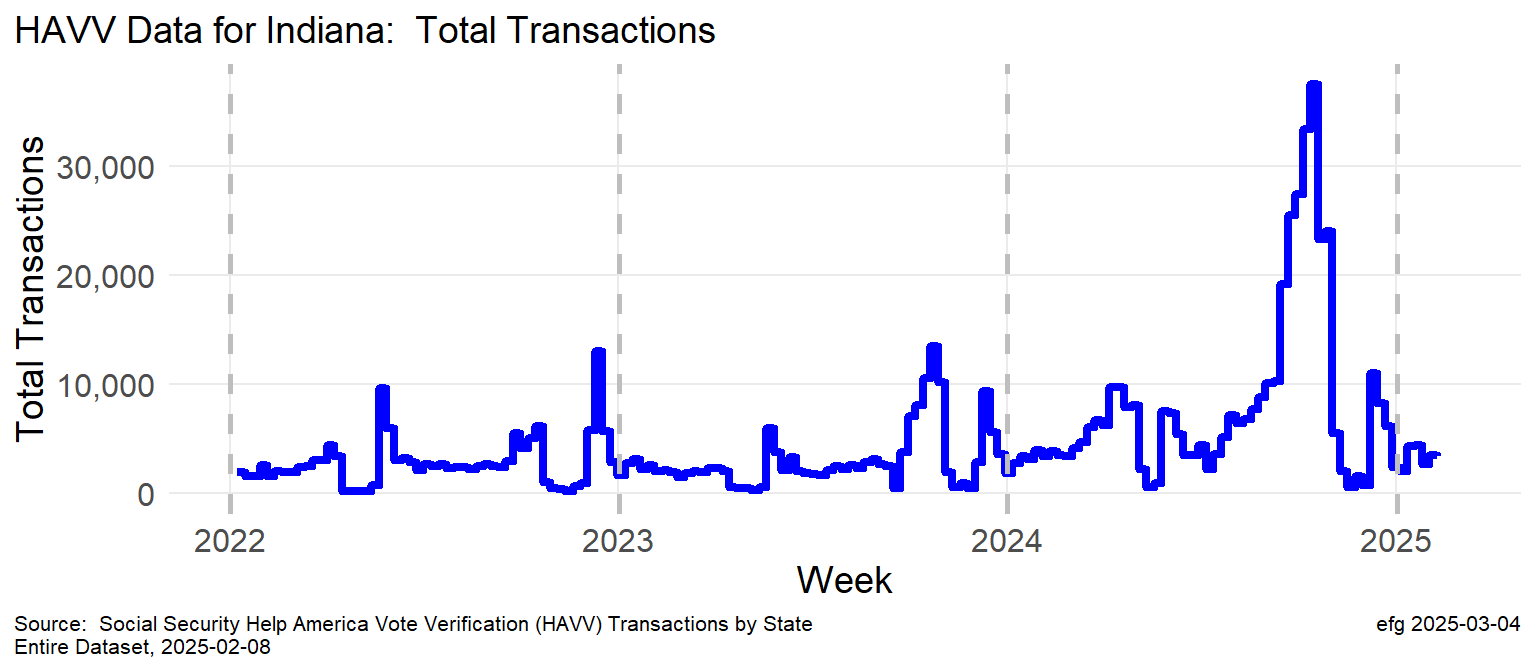 HAVV Data for Indiana:  Total Transactions
Total Transactions
30,000
20,000
10,000
0
2022 2023 2024 2025
Week
Source:  Social Security Help America Vote Verification (HAVV) Transactions by State
Entire Dataset, 2025-02-08
efg 2025-03-04